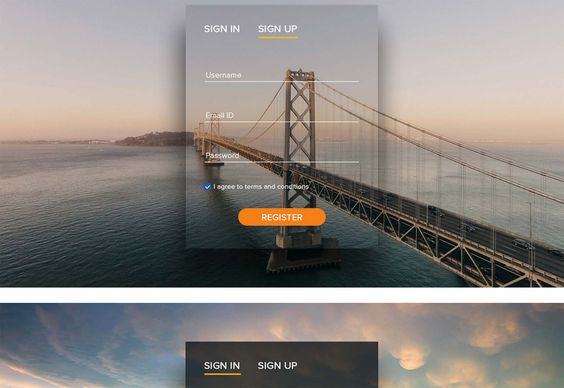 SIGN IN SIGN UP
Username
Email ID
Password
I agree to terms and conditions
REGISTER
SIGN IN SIGN UP